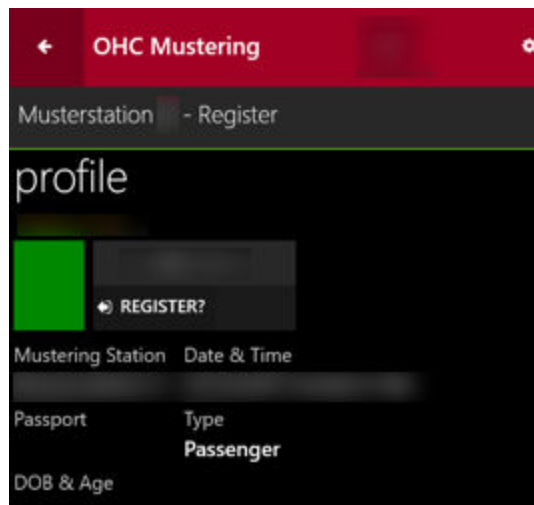 OHC Mustering
Musterstation - Register
profile
REGISTER?
Mustering Station Date & Time
Passport Type
Passenger
DOB & Age